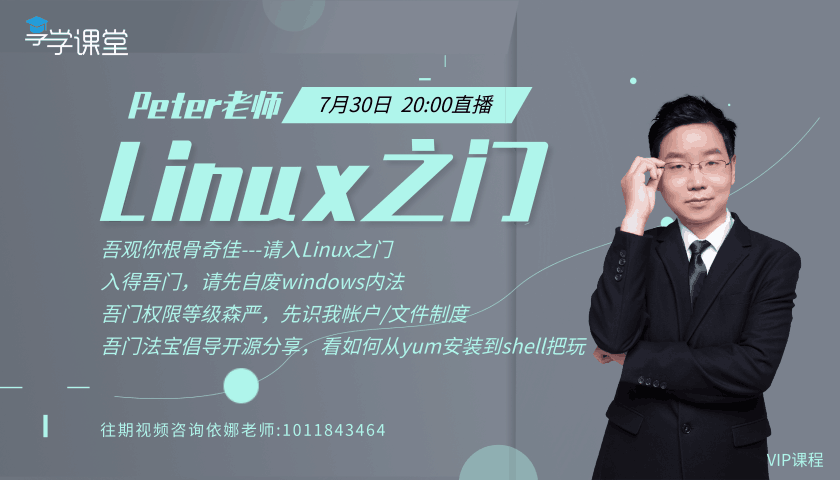 享学课堂
Peter老师 7月30日 20:00直播
Linux之门
吾观你根骨奇佳---请入Linux之门
入得吾门，请先自废windows内法
吾门权限等级森严，先识我帐户/文件制度
吾门法宝倡导开源分享，看如何从yum安装到shell把玩
往期视频咨询依娜老师:1011843464
VIP课程